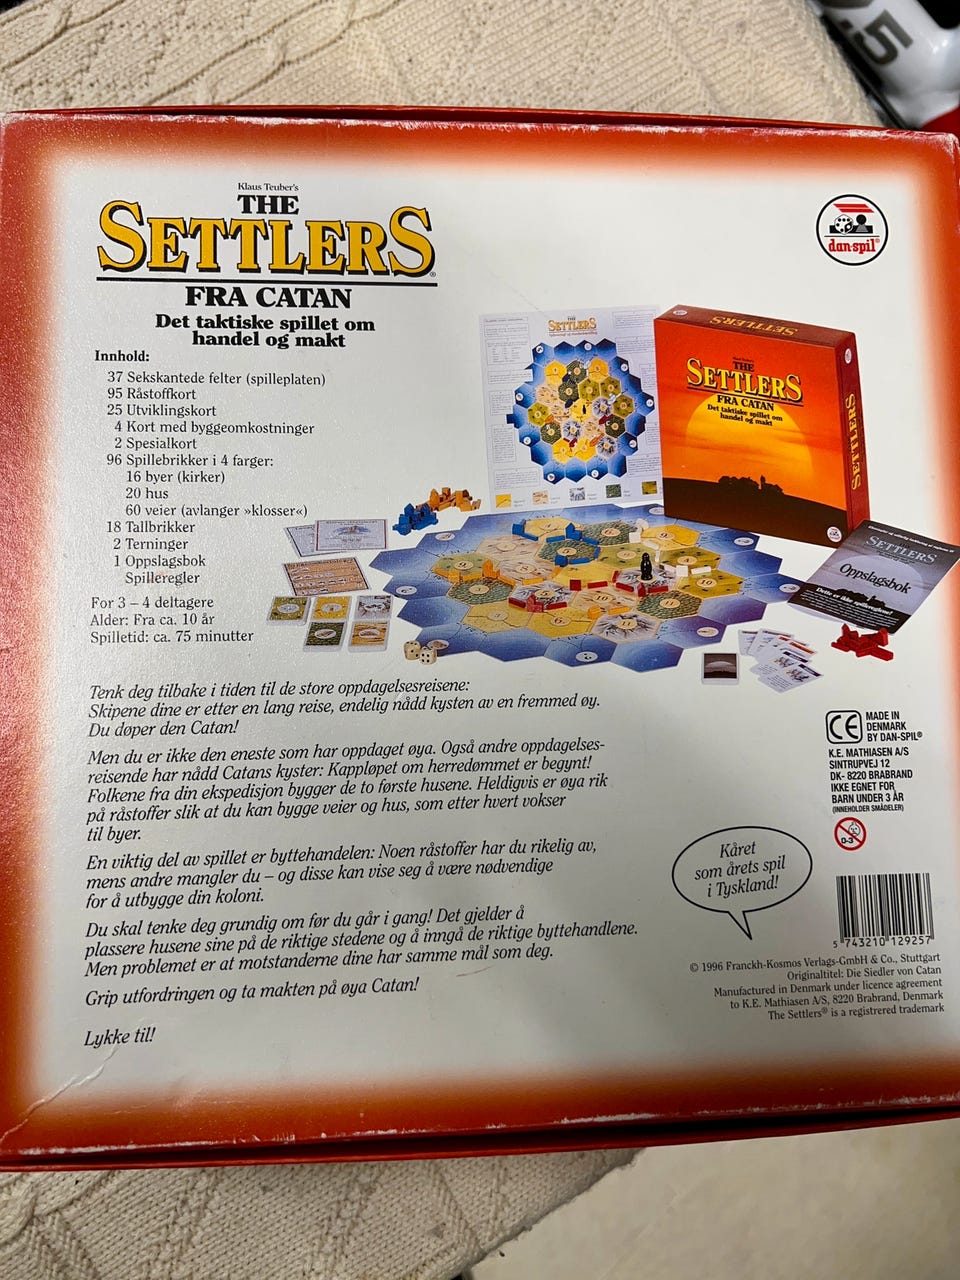 .5
Klaus Teuber's
THE
SETTLERS®
FRA CATAN
Det taktiske spillet om
handel og makt
dan-spil®
Innhold:
37 Sekskantede felter (spilleplaten)
95 Råstoffkort
25 Utviklingskort
4 Kort med byggeomkostninger
2 Spesialkort
96 Spillebrikker i 4 farger:
16 byer (kirker)
20 hus
60 veier (avlanger »klosser«)
18 Tallbrikker
2 Terninger
1 Oppslagsbok
Spilleregler
For 3 – 4 deltagere
Alder: Fra ca. 10 år
Spilletid: ca. 75 minutter
THE
SETTLERS
SETTLERS
THE
SETTLERS
FRA CATAN
Det taktiske spillet om
handel og makt
SETTLERS
SETTLERS
Oppslagsbok
Dette er ikke spillereglene!
Tenk deg tilbake i tiden til de store oppdagelsesreisene:
Skipene dine er etter en lang reise, endelig nådd kysten av en fremmed øy.
Du døper den Catan!
Men du er ikke den eneste som har oppdaget øya. Også andre oppdagelses-
reisende har nådd Catans kyster: Kappløpet om herredømmet er begynt!
Folkene fra din ekspedisjon bygger de to første husene. Heldigvis er øya rik
på råstoffer slik at du kan bygge veier og hus, som etter hvert vokser
til byer.
En viktig del av spillet er byttehandelen: Noen råstoffer har du rikelig av,
mens andre mangler du – og disse kan vise seg å være nødvendige
for å utbygge din koloni.
Du skal tenke deg grundig om før du går i gang! Det gjelder å
plassere husene sine på de riktige stedene og å inngå de riktige byttehandlene.
Men problemet er at motstanderne dine har samme mål som deg.
Grip utfordringen og ta makten på øya Catan!
Lykke til!
CE
MADE IN
DENMARK
BY DAN-SPIL®
K.E. MATHIASEN A/S
SINTRUPVEJ 12
DK- 8220 BRABRAND
IKKE EGNET FOR
BARN UNDER 3 ÅR
(INNEHOLDER SMÅDELER)
0-3
Kåret
som årets spil
i Tyskland!
5 743210 129257
© 1996 Franckh-Kosmos Verlags-GmbH & Co., Stuttgart
Originaltitel: Die Siedler von Catan
Manufactured in Denmark under licence agreement
to K.E. Mathiasen A/S, 8220 Brabrand, Denmark
The Settlers® is a registrered trademark